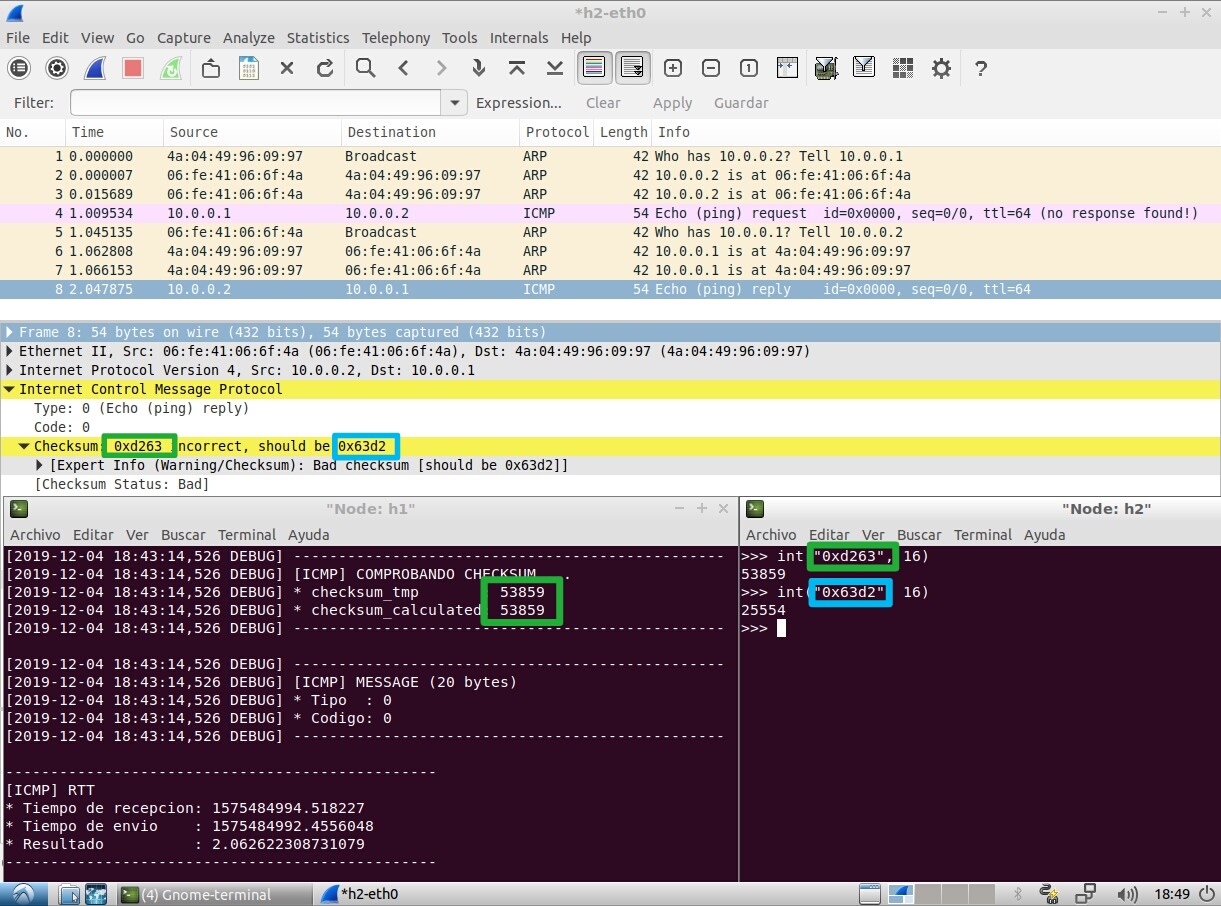 *h2-eth0
File Edit View Go Capture Analyze Statistics Telephony Tools Internals Help
Filter: Expression... Clear Apply Guardar
No. Time Source Destination Protocol Length Info
1 0.000000 4a:04:49:96:09:97 Broadcast ARP 42 Who has 10.0.0.2? Tell 10.0.0.1
2 0.000007 06:fe:41:06:6f:4a 4a:04:49:96:09:97 ARP 42 10.0.0.2 is at 06:fe:41:06:6f:4a
3 0.015689 06:fe:41:06:6f:4a 4a:04:49:96:09:97 ARP 42 10.0.0.2 is at 06:fe:41:06:6f:4a
4 1.009534 10.0.0.1 10.0.0.2 ICMP 54 Echo (ping) request id=0x0000, seq=0/0, ttl=64 (no response found!)
5 1.045135 06:fe:41:06:6f:4a Broadcast ARP 42 Who has 10.0.0.1? Tell 10.0.0.2
6 1.062808 4a:04:49:96:09:97 06:fe:41:06:6f:4a ARP 42 10.0.0.1 is at 4a:04:49:96:09:97
7 1.066153 4a:04:49:96:09:97 06:fe:41:06:6f:4a ARP 42 10.0.0.1 is at 4a:04:49:96:09:97
8 2.047875 10.0.0.2 10.0.0.1 ICMP 54 Echo (ping) reply id=0x0000, seq=0/0, ttl=64
Frame 8: 54 bytes on wire (432 bits), 54 bytes captured (432 bits)
Ethernet II, Src: 06:fe:41:06:6f:4a (06:fe:41:06:6f:4a), Dst: 4a:04:49:96:09:97 (4a:04:49:96:09:97)
Internet Protocol Version 4, Src: 10.0.0.2, Dst: 10.0.0.1
Internet Control Message Protocol
Type: 0 (Echo (ping) reply)
Code: 0
Checksum: 0xd263 incorrect, should be 0x63d2
[Expert Info (Warning/Checksum): Bad checksum [should be 0x63d2]]
[Checksum Status: Bad]
"Node: h1"
Archivo Editar Ver Buscar Terminal Ayuda
[2019-12-04 18:43:14,526 DEBUG] -----------------------------------------------
[2019-12-04 18:43:14,526 DEBUG] [ICMP] COMPROBANDO CHECKSUM...
[2019-12-04 18:43:14,526 DEBUG] * checksum_tmp 53859
[2019-12-04 18:43:14,526 DEBUG] * checksum_calculated 53859
[2019-12-04 18:43:14,526 DEBUG] -----------------------------------------------
[2019-12-04 18:43:14,526 DEBUG] -----------------------------------------------
[2019-12-04 18:43:14,526 DEBUG] [ICMP] MESSAGE (20 bytes)
[2019-12-04 18:43:14,526 DEBUG] * Tipo : 0
[2019-12-04 18:43:14,526 DEBUG] * Codigo: 0
[2019-12-04 18:43:14,526 DEBUG] -----------------------------------------------
-----------------------------------------------
[ICMP] RTT
* Tiempo de recepcion: 1575484994.518227
* Tiempo de envio : 1575484992.4556048
* Resultado : 2.062622308731079
-----------------------------------------------
"Node: h2"
Archivo Editar Ver Buscar Terminal Ayuda
>>> int("0xd263", 16)
53859
>>> int("0x63d2", 16)
25554
>>>
(4) Gnome-terminal
*h2-eth0
18:49